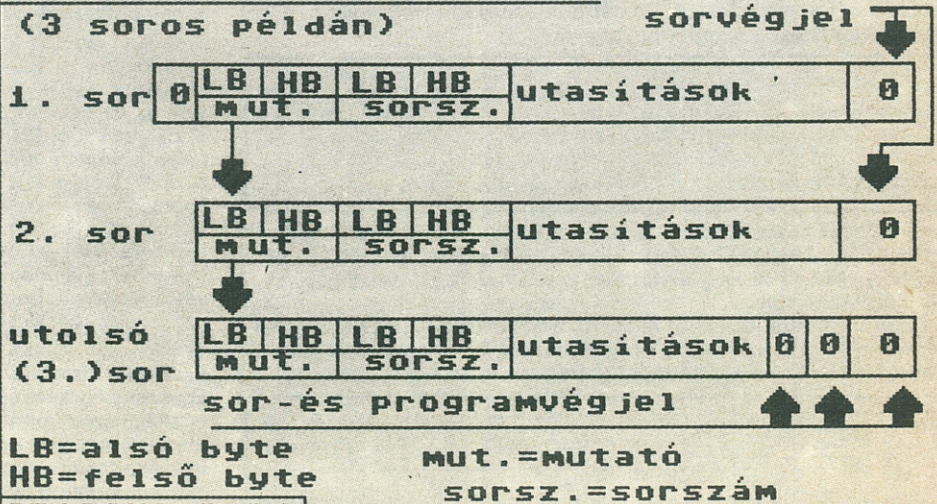 (3 soros példán)
sorvégjel
1. sor 0 LB HB LB HB utasítások 0
mut. sorsz.
2. sor LB HB LB HB utasítások 0
mut. sorsz.
utolsó LB HB LB HB utasítások 0 0 0
(3.)sor mut. sorsz.
sor és programvégjel
LB=alsó byte
mut.=mutató
HB=felső byte
sorsz.=sorszám